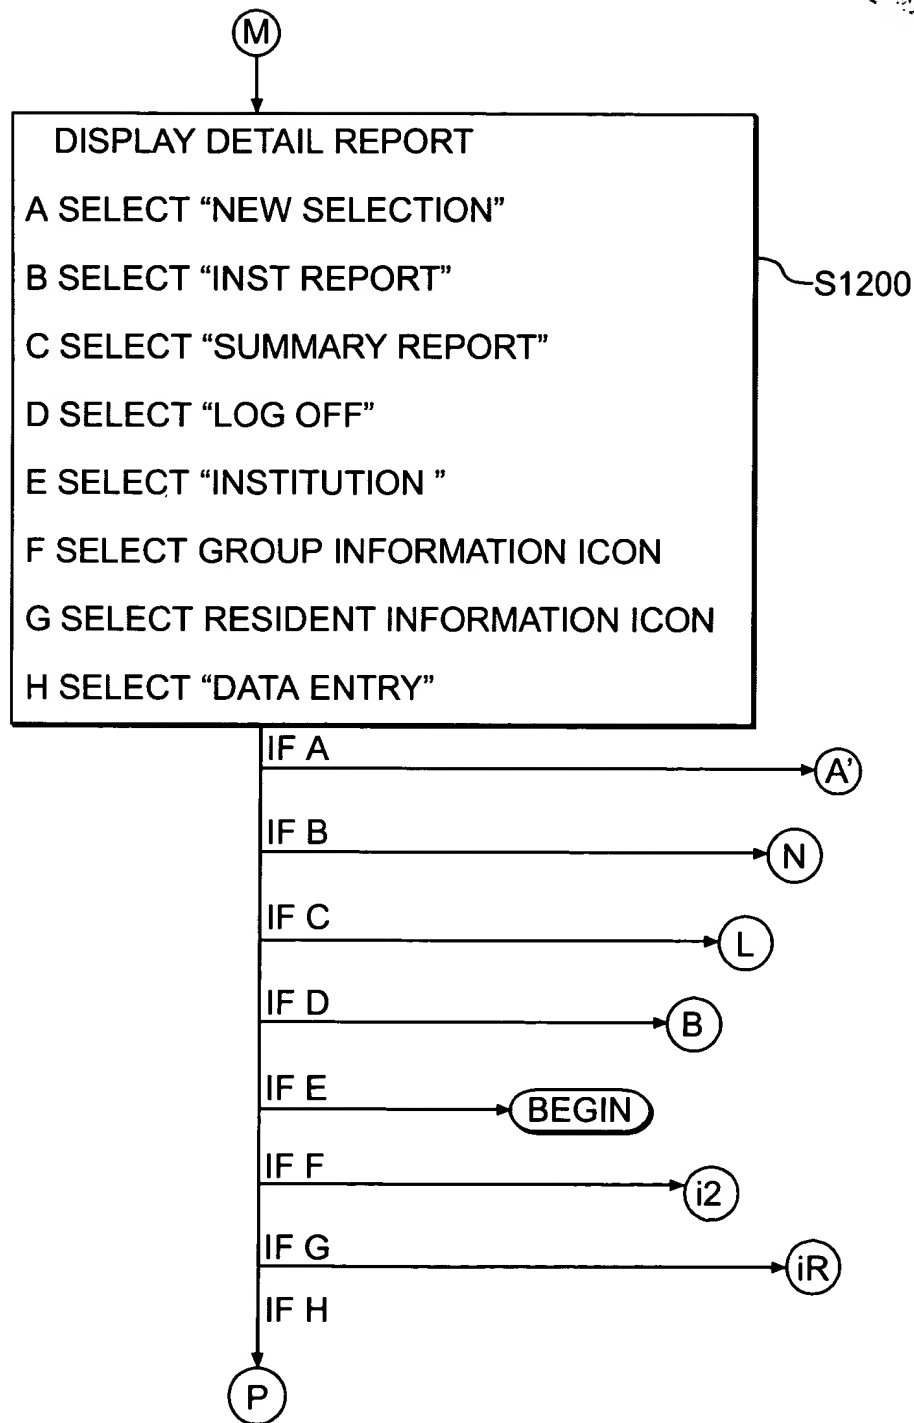 M
DISPLAY DETAIL REPORT
A SELECT “NEW SELECTION”
B SELECT “INST REPORT”
C SELECT “SUMMARY REPORT”
D SELECT “LOG OFF”
E SELECT “INSTITUTION ”
F SELECT GROUP INFORMATION ICON
G SELECT RESIDENT INFORMATION ICON
H SELECT “DATA ENTRY”
S1200
IF A
A’
IF B
N
IF C
L
IF D
B
IF E
BEGIN
IF F
i2
IF G
iR
IF H
P